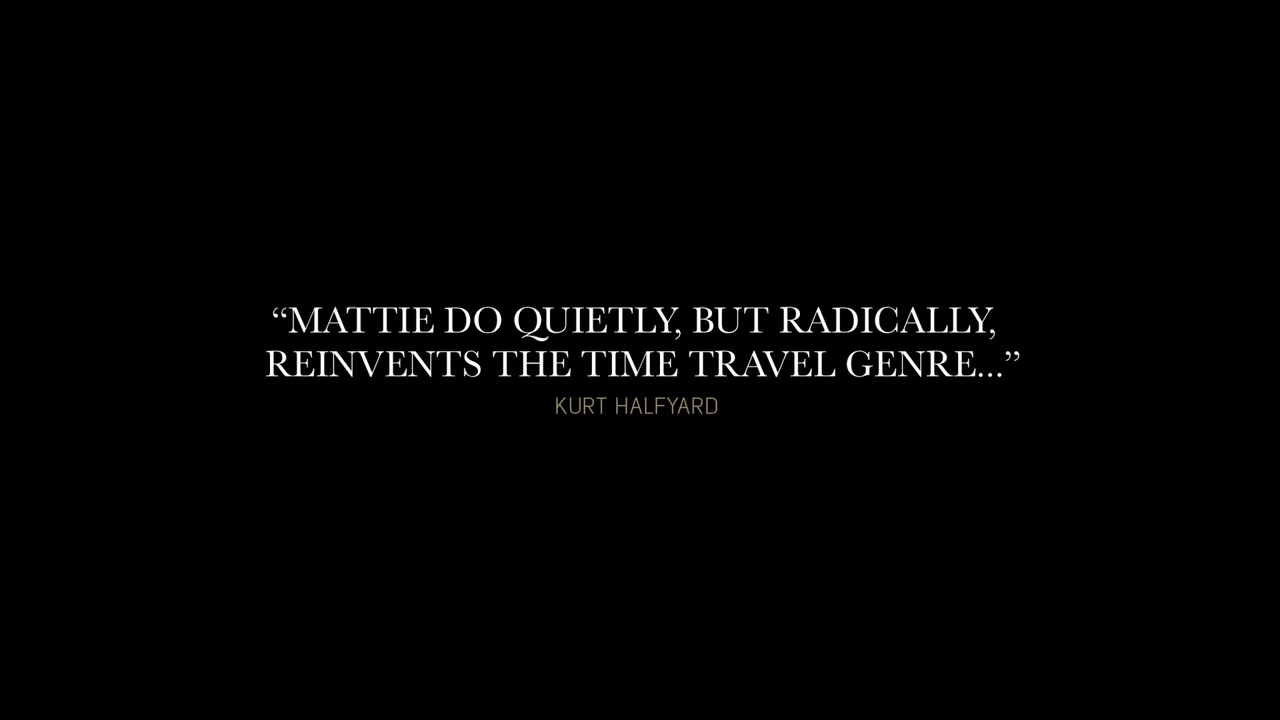 “MATTIE DO QUIETLY, BUT RADICALLY,
REINVENTS THE TIME TRAVEL GENRE...”
KURT HALFYARD